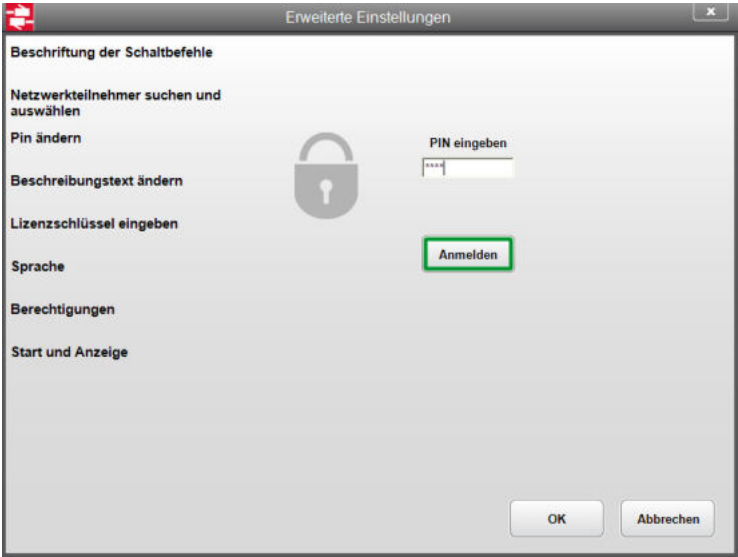 Erweiterte Einstellungen
x
Beschriftung der Schaltbefehle
Netzwerkteilnehmer suchen und
auswählen
Pin ändern
PIN eingeben
****
Beschreibungstext ändern
Lizenzschlüssel eingeben
Anmelden
Sprache
Berechtigungen
Start und Anzeige
OK
Abbrechen